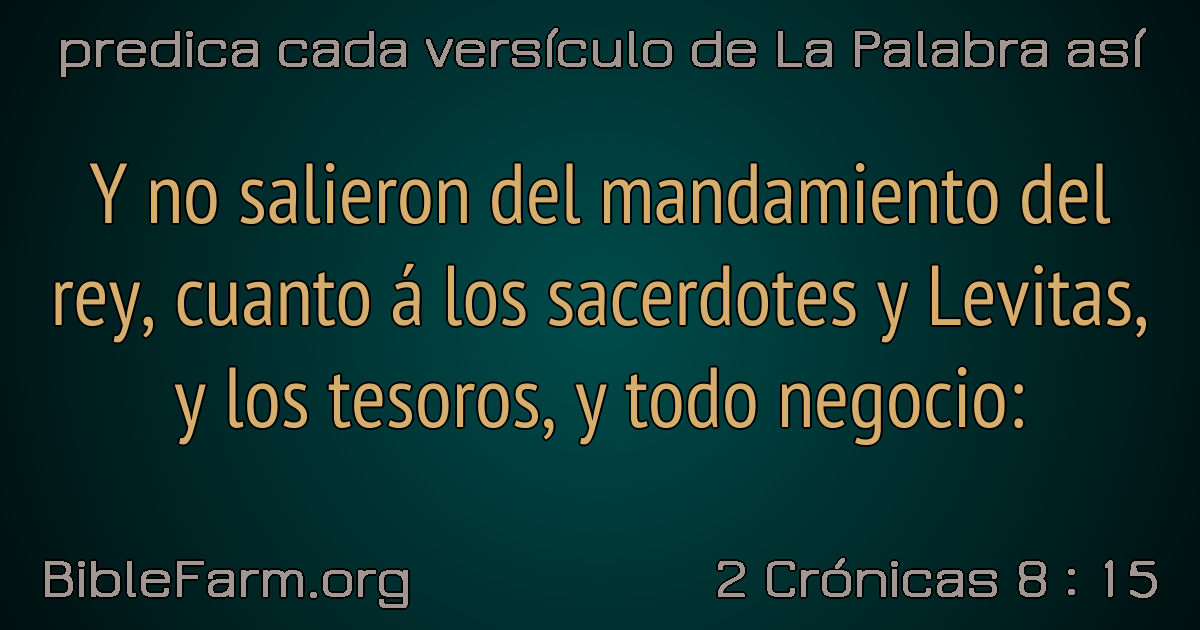 predica cada versículo de La Palabra así
Y no salieron del mandamiento del
rey, cuanto á los sacerdotes y Levitas,
y los tesoros, y todo negocio:
BibleFarm.org
2 Crónicas 8 : 15